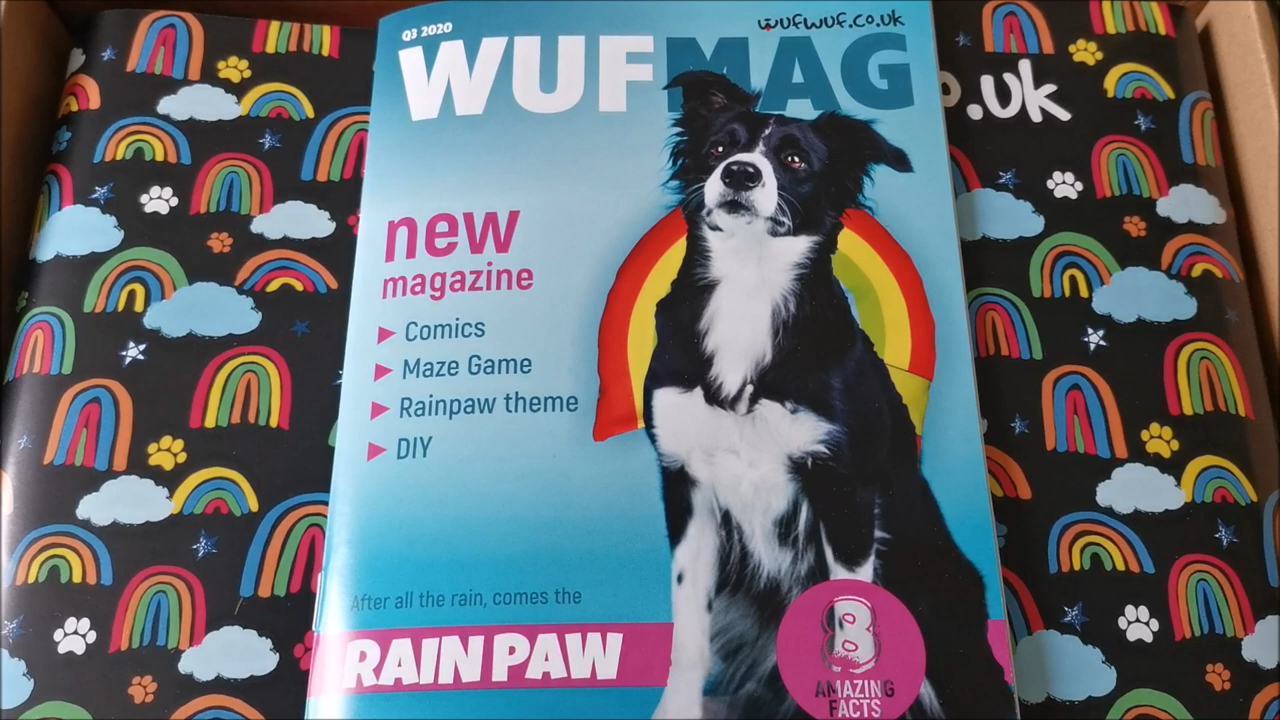 Q3 2020
wufwuf.co.uk
WUFMAG
.uk
new
magazine
Comics
Maze Game
Rainpaw theme
DIY
After all the rain, comes the
RAIN PAW
8
AMAZING
FACTS